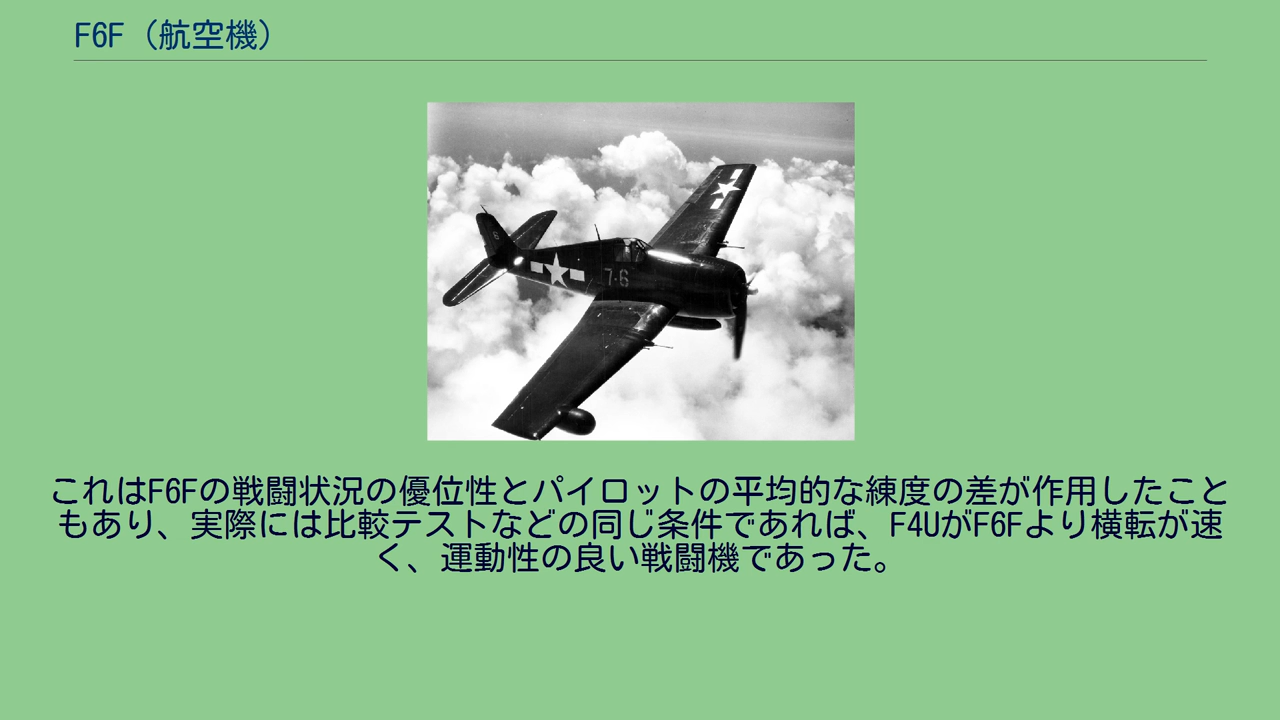 F6F（航空機）
6
7-6
これはF6Fの戦闘状況の優位性とパイロットの平均的な練度の差が作用したこと
もあり、実際には比較テストなどの同じ条件であれば、F4UがF6Fより横転が速
く、運動性の良い戦闘機であった。